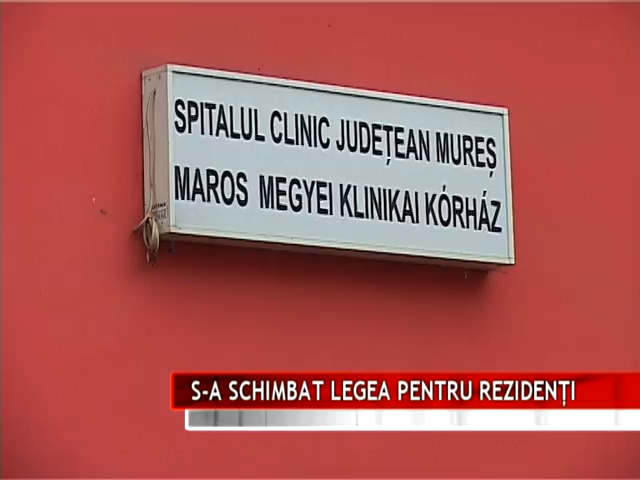 SPITALUL CLINIC JUDEȚEAN MUREȘ
MAROS MEGYEI KLINIKAI KÓRHÁZ
S-A SCHIMBAT LEGEA PENTRU REZIDENȚI